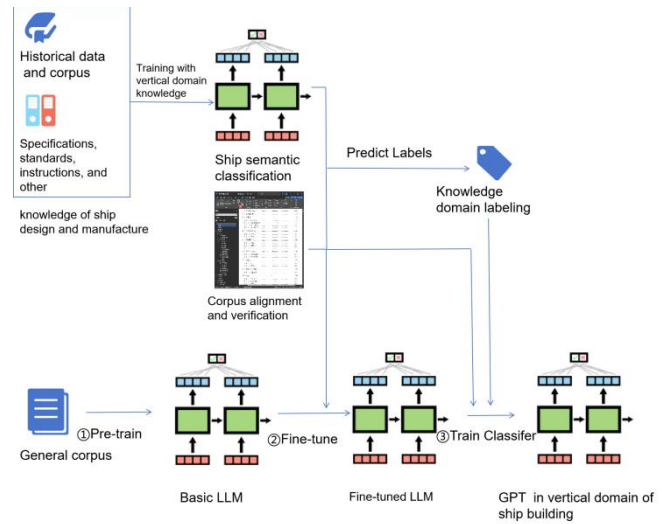 Historical data
and corpus
Specifications,
standards,
instructions, and
other
knowledge of ship
design and manufacture
Training with
vertical domain
knowledge
Ship semantic
classification
Predict Labels
Knowledge
domain labeling
Corpus alignment
and verification
General corpus
①Pre-train
Basic LLM
②Fine-tune
Fine-tuned LLM
③Train Classifer
GPT in vertical domain of
ship building